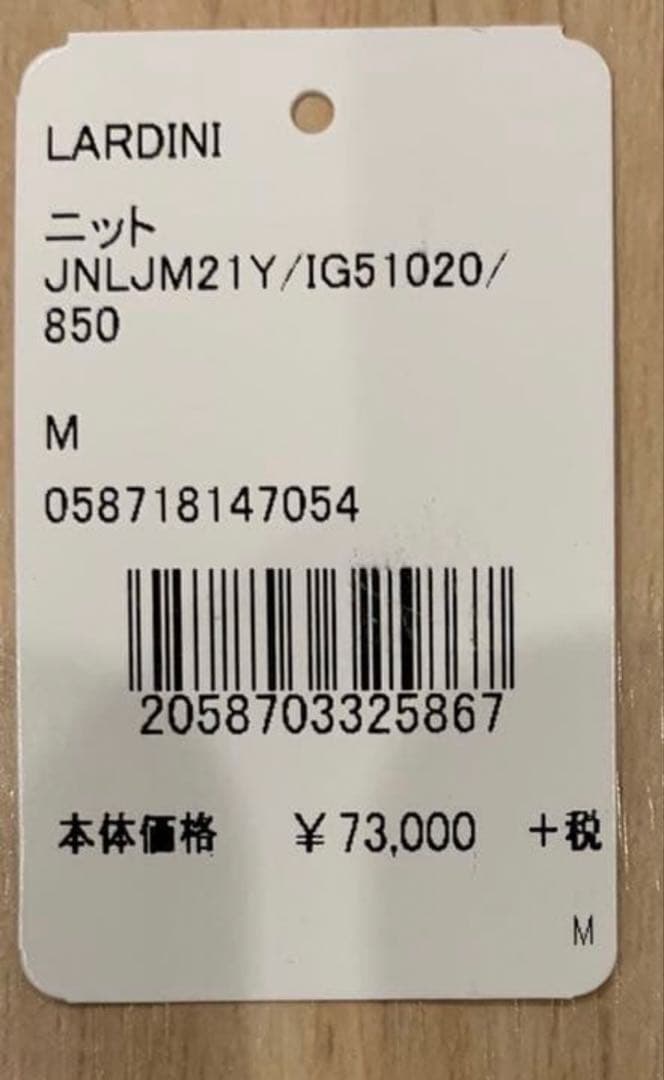 LARDINI
ニット
JNLJM21Y/IG51020/
850
M
058718147054
2058703325867
本体価格 ¥73,000 +税
M